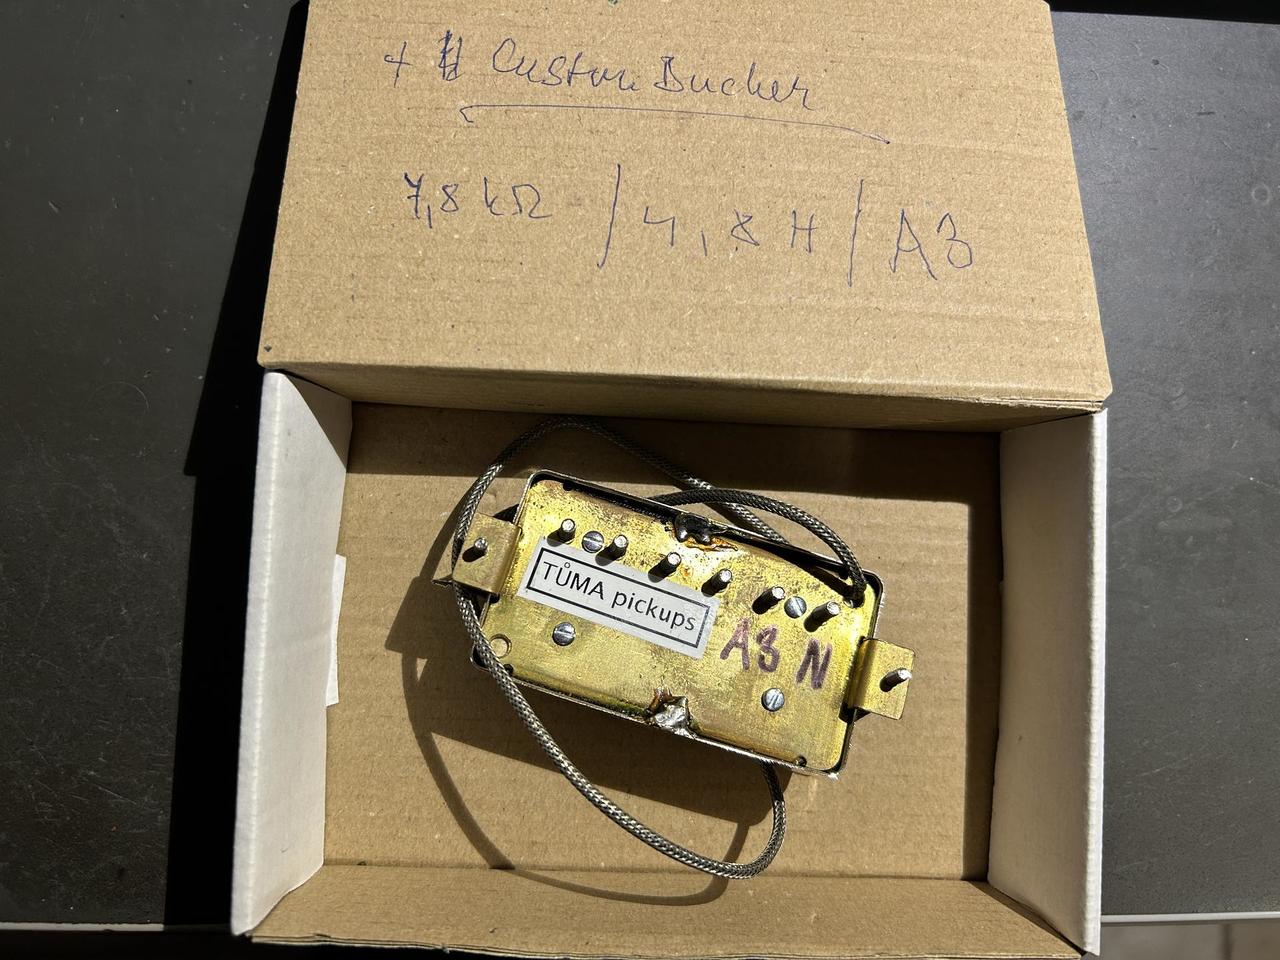 + Custom Bucker
7,8 kΩ / 4,8 H / A3
TŮMA pickups
A3 N